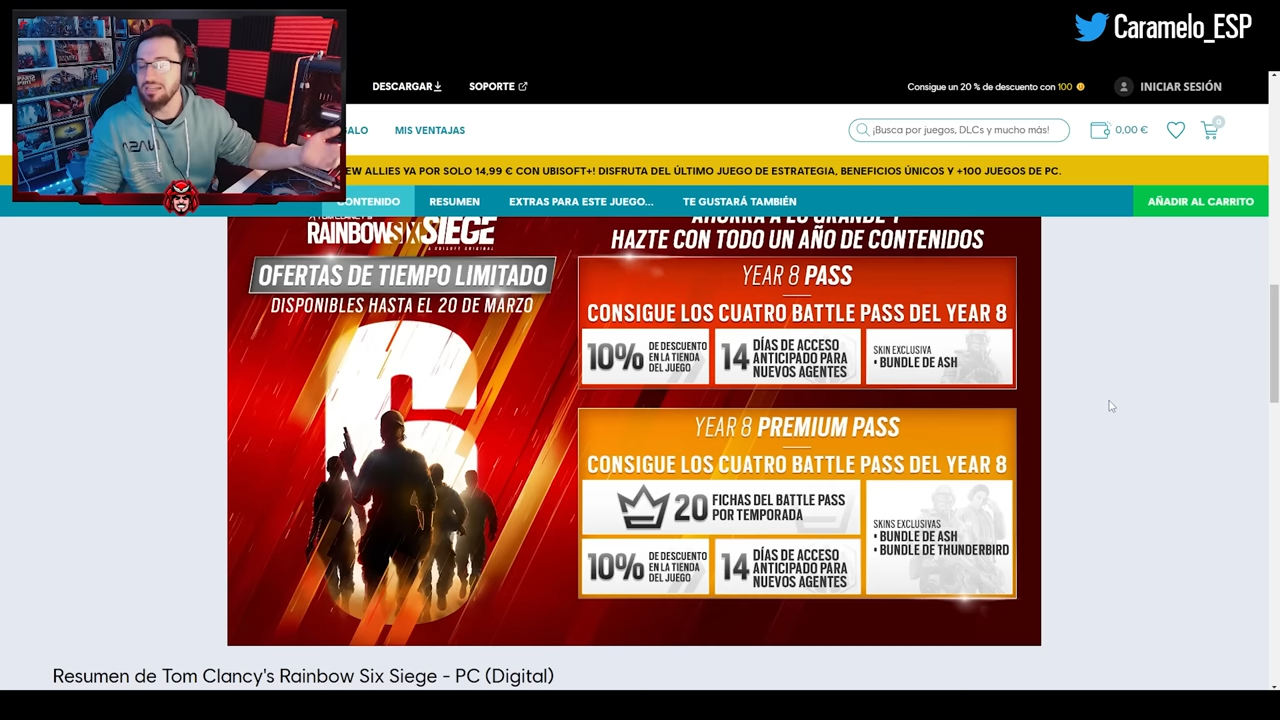 Caramelo_ESP
DESCARGAR
SOPORTE
Consigue un 20 % de descuento con 100
INICIAR SESIÓN
MIS VENTAJAS
¡Busca por juegos, DLCs y mucho más!
0,00 €
0
EW ALLIES YA POR SOLO 14,99 € CON UBISOFT+! DISFRUTA DEL ÚLTIMO JUEGO DE ESTRATEGIA, BENEFICIOS ÚNICOS Y +100 JUEGOS DE PC.
CONTENIDO
RESUMEN
EXTRAS PARA ESTE JUEGO...
TE GUSTARÁ TAMBIÉN
AÑADIR AL CARRITO
RAINBOWSIXSIEGE
OFERTAS DE TIEMPO LIMITADO
DISPONIBLES HASTA EL 20 DE MARZO
AHORRA A LO GRANDE Y
HAZTE CON TODO UN AÑO DE CONTENIDOS
YEAR 8 PASS
CONSIGUE LOS CUATRO BATTLE PASS DEL YEAR 8
10% DE DESCUENTO
EN LA TIENDA
DEL JUEGO
14 DÍAS DE ACCESO
ANTICIPADO PARA
NUEVOS AGENTES
SKIN EXCLUSIVA
• BUNDLE DE ASH
YEAR 8 PREMIUM PASS
CONSIGUE LOS CUATRO BATTLE PASS DEL YEAR 8
20 FICHAS DEL BATTLE PASS
POR TEMPORADA
10% DE DESCUENTO
EN LA TIENDA
DEL JUEGO
14 DÍAS DE ACCESO
ANTICIPADO PARA
NUEVOS AGENTES
SKINS EXCLUSIVAS
• BUNDLE DE ASH
• BUNDLE DE THUNDERBIRD
Resumen de Tom Clancy's Rainbow Six Siege - PC (Digital)